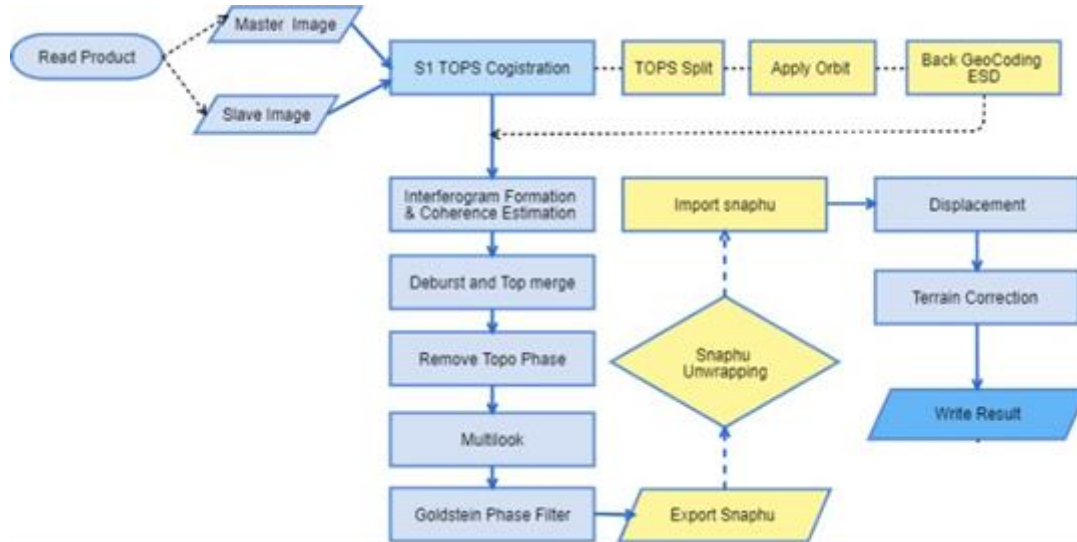 Master Image
Read Product
Slave Image
S1 TOPS Cogistration
TOPS Split
Apply Orbit
Back GeoCoding
ESD
Interferogram Formation
& Coherence Estimation
Deburst and Top merge
Remove Topo Phase
Multilook
Goldstein Phase Filter
Export Snaphu
Snaphu
Unwrapping
Import snaphu
Displacement
Terrain Correction
Write Result